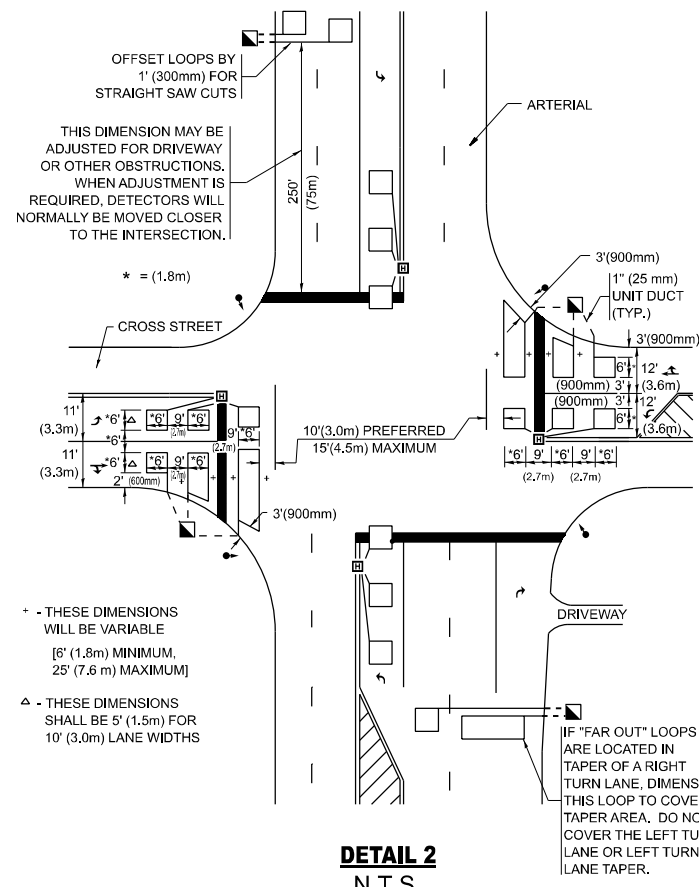 OFFSET LOOPS BY
1' (300mm) FOR
STRAIGHT SAW CUTS
THIS DIMENSION MAY BE
ADJUSTED FOR DRIVEWAY
OR OTHER OBSTRUCTIONS.
WHEN ADJUSTMENT IS
REQUIRED, DETECTORS WILL
NORMALLY BE MOVED CLOSER
TO THE INTERSECTION.
250'
(75m)
ARTERIAL
* = (1.8m)
H
3'(900mm)
1" (25 mm)
UNIT DUCT
(TYP.)
CROSS STREET
3'(900mm)
+ + + +
6'*
12'
(3.6m)
(900mm) 3'
(900mm) 3'
6'*
12'
(3.6m)
H
*6' 9' *6' 9' *6'
(2.7m) (2.7m)
10'(3.0m) PREFERRED
15'(4.5m) MAXIMUM
H
11'
(3.3m)
*6'
*6' 9' *6'
(2.7m)
9' *6'
(2.7m)
11'
(3.3m)
*6'
*6' 9' *6'
(2.7m)
+ + +
2' (600mm)
3'(900mm)
H
+ - THESE DIMENSIONS
WILL BE VARIABLE
[6' (1.8m) MINIMUM,
25' (7.6 m) MAXIMUM]
△ - THESE DIMENSIONS
SHALL BE 5' (1.5m) FOR
10' (3.0m) LANE WIDTHS
DRIVEWAY
IF "FAR OUT" LOOPS
ARE LOCATED IN
TAPER OF A RIGHT
TURN LANE, DIMENS
THIS LOOP TO COVE
TAPER AREA. DO NO
COVER THE LEFT TU
LANE OR LEFT TURN
LANE TAPER.
DETAIL 2
N.T.S.